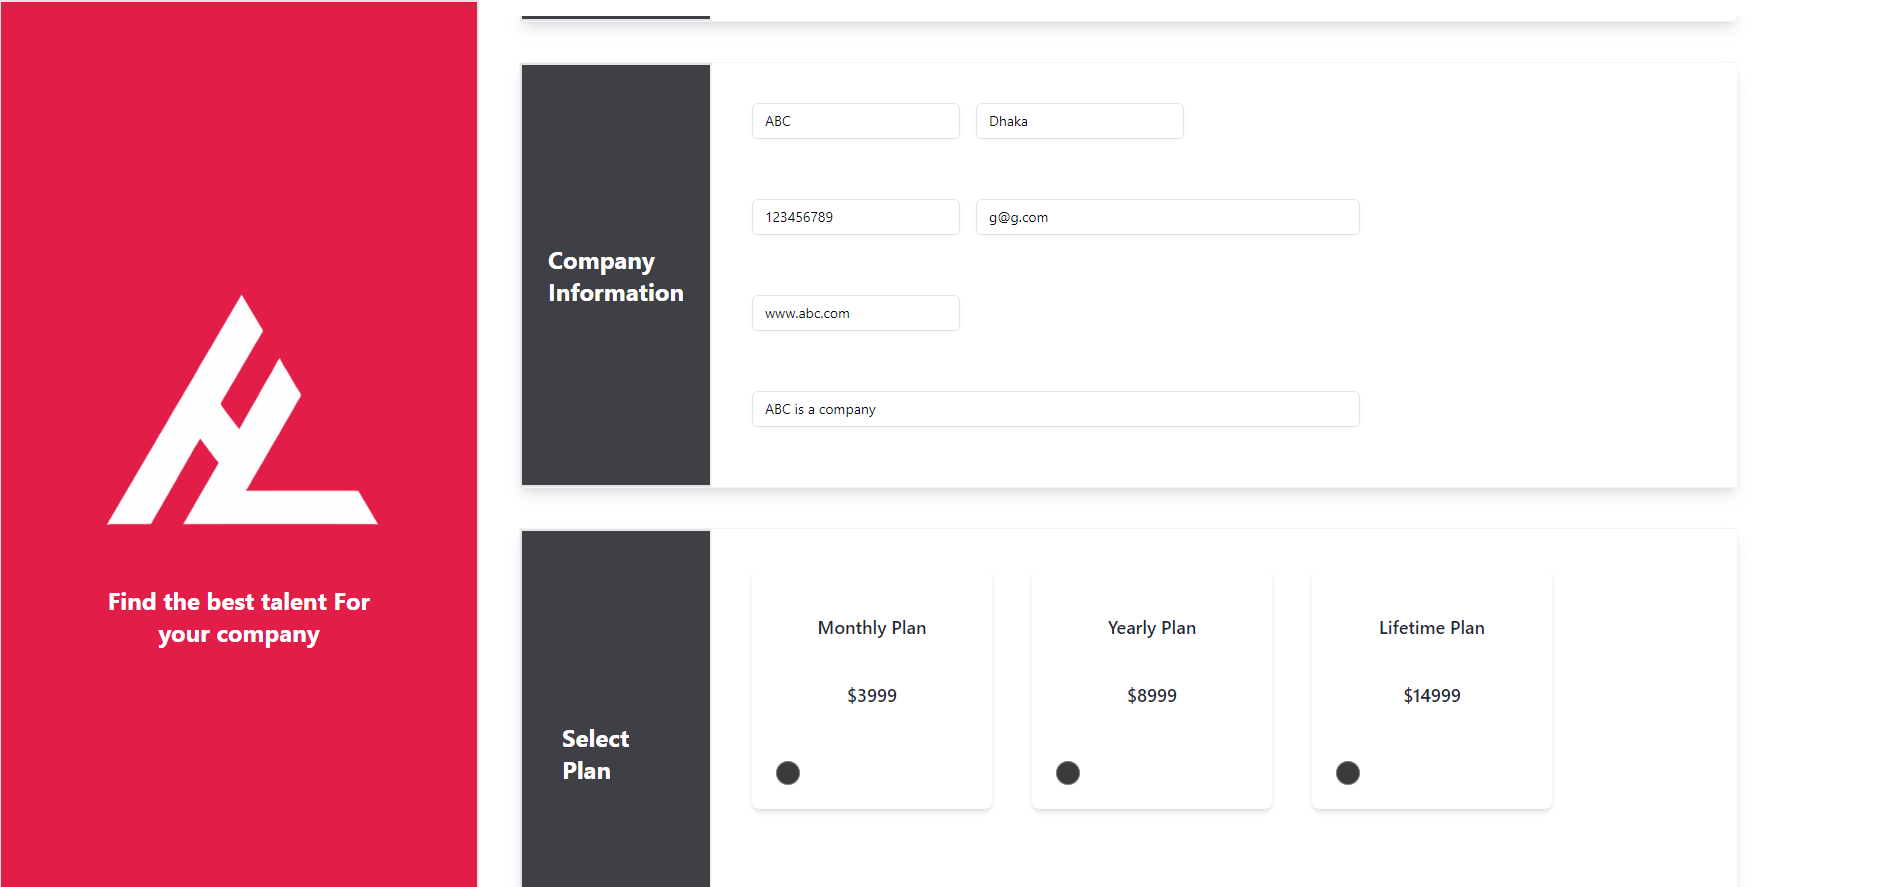 Find the best talent For
your company
Company
Information
ABC
Dhaka
123456789
g@g.com
www.abc.com
ABC is a company
Select
Plan
Monthly Plan
$3999
Yearly Plan
$8999
Lifetime Plan
$14999